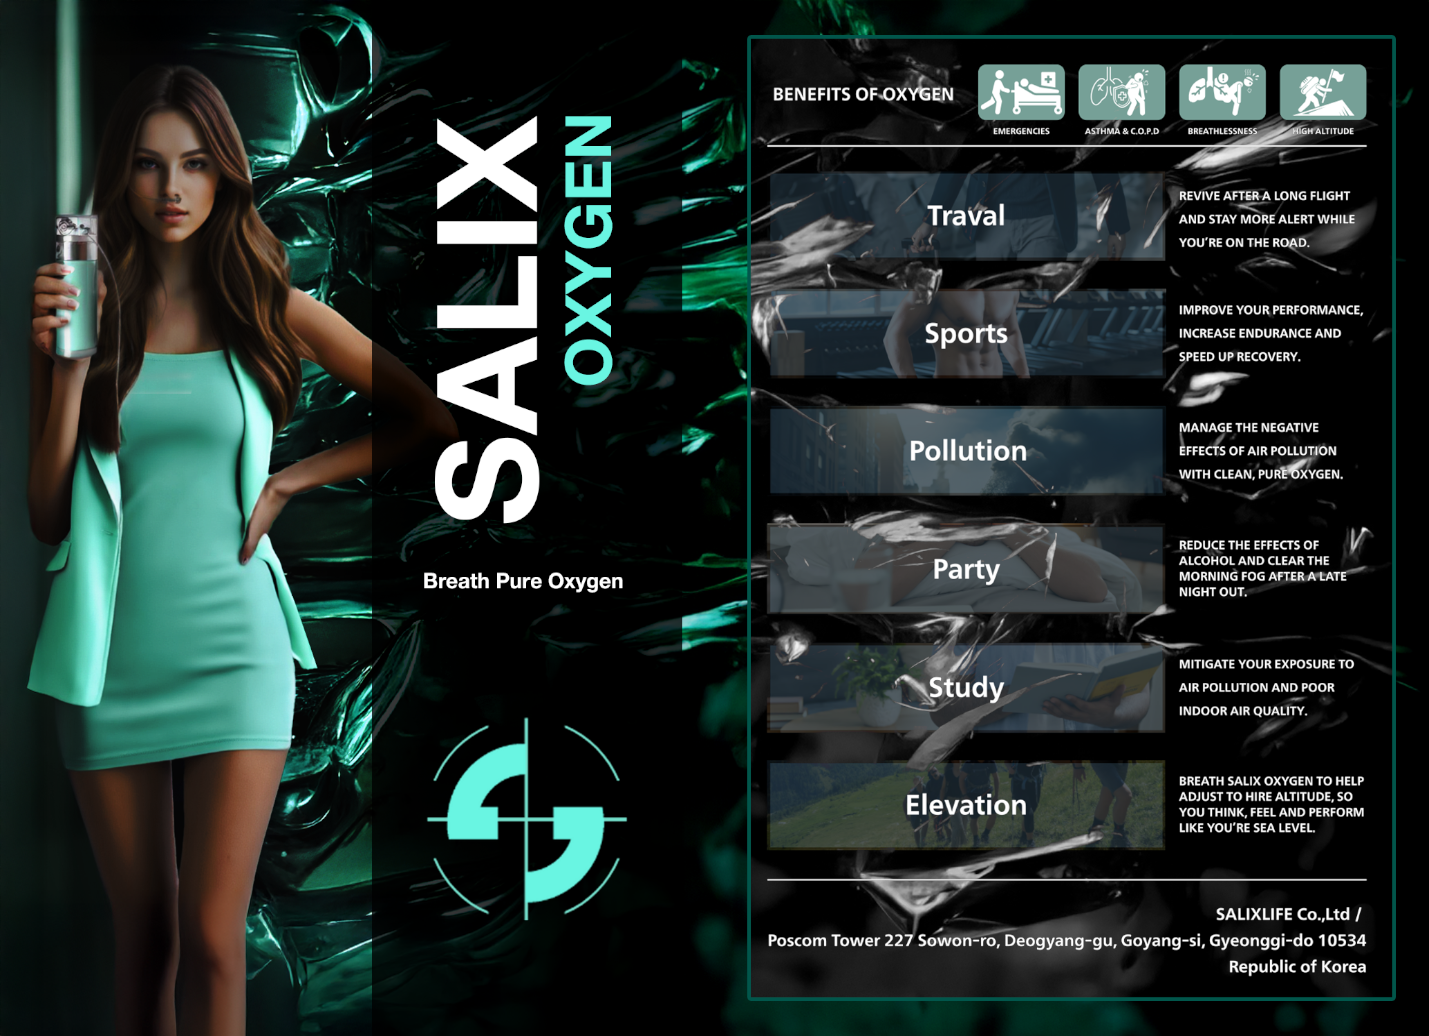 SALIX
OXYGEN
Breath Pure Oxygen
BENEFITS OF OXYGEN
EMERGENCIES
ASTHMA & C.O.P.D
BREATHLESSNESS
HIGH ALTITUDE
Traval
REVIVE AFTER A LONG FLIGHT
AND STAY MORE ALERT WHILE
YOU'RE ON THE ROAD.
Sports
IMPROVE YOUR PERFORMANCE,
INCREASE ENDURANCE AND
SPEED UP RECOVERY.
Pollution
MANAGE THE NEGATIVE
EFFECTS OF AIR POLLUTION
WITH CLEAN, PURE OXYGEN.
Party
REDUCE THE EFFECTS OF
ALCOHOL AND CLEAR THE
MORNING FOG AFTER A LATE
NIGHT OUT.
Study
MITIGATE YOUR EXPOSURE TO
AIR POLLUTION AND POOR
INDOOR AIR QUALITY.
Elevation
BREATH SALIX OXYGEN TO HELP
ADJUST TO HIRE ALTITUDE, SO
YOU THINK, FEEL AND PERFORM
LIKE YOU'RE SEA LEVEL.
SALIXLIFE Co.,Ltd /
Poscom Tower 227 Sowon-ro, Deogyang-gu, Goyang-si, Gyeonggi-do 10534
Republic of Korea